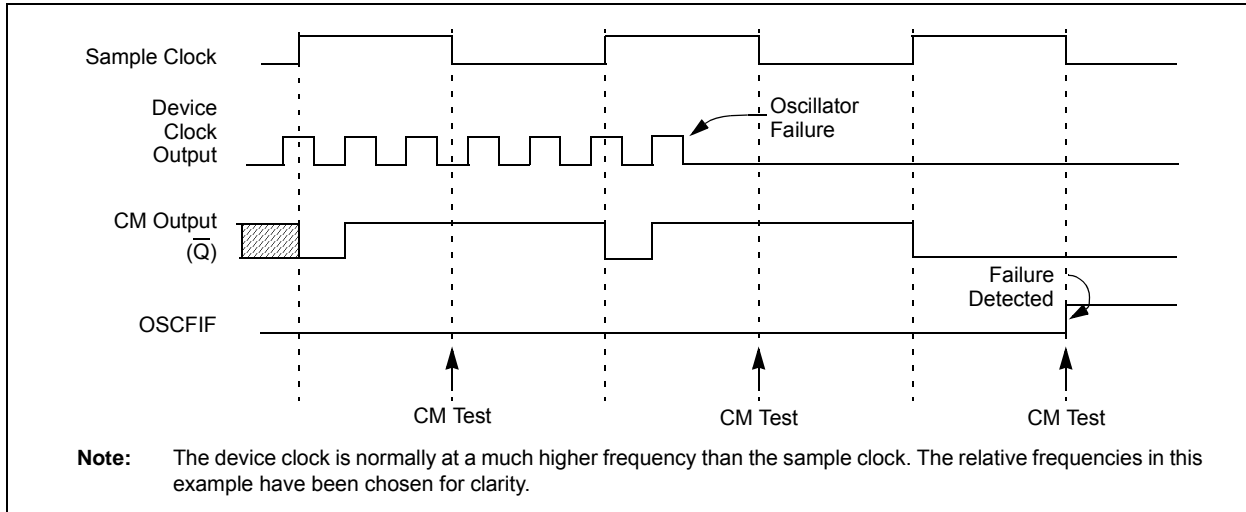 Sample Clock
Device
Clock
Output
Oscillator
Failure
CM Output
(Q̅)
Failure
Detected
OSCFIF
CM Test
CM Test
CM Test
Note: The device clock is normally at a much higher frequency than the sample clock. The relative frequencies in this
example have been chosen for clarity.